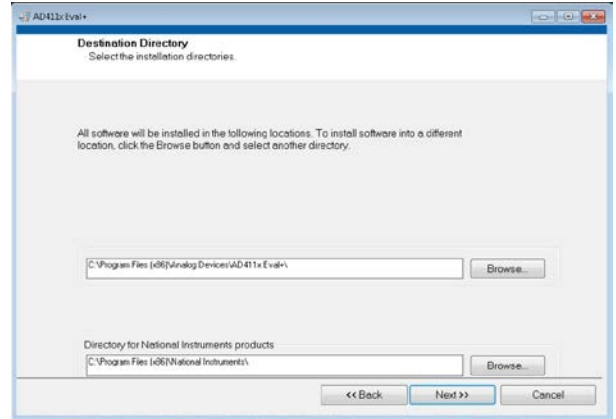 AD411x Eval+
Destination Directory
Select the installation directories.
All software will be installed in the following locations. To install software into a different
location, click the Browse button and select another directory.
C:\Program Files (x86)\Analog Devices\AD411x Eval+\
Browse...
Directory for National Instruments products
C:\Program Files (x86)\National Instruments\
Browse...
<< Back
Next >>
Cancel